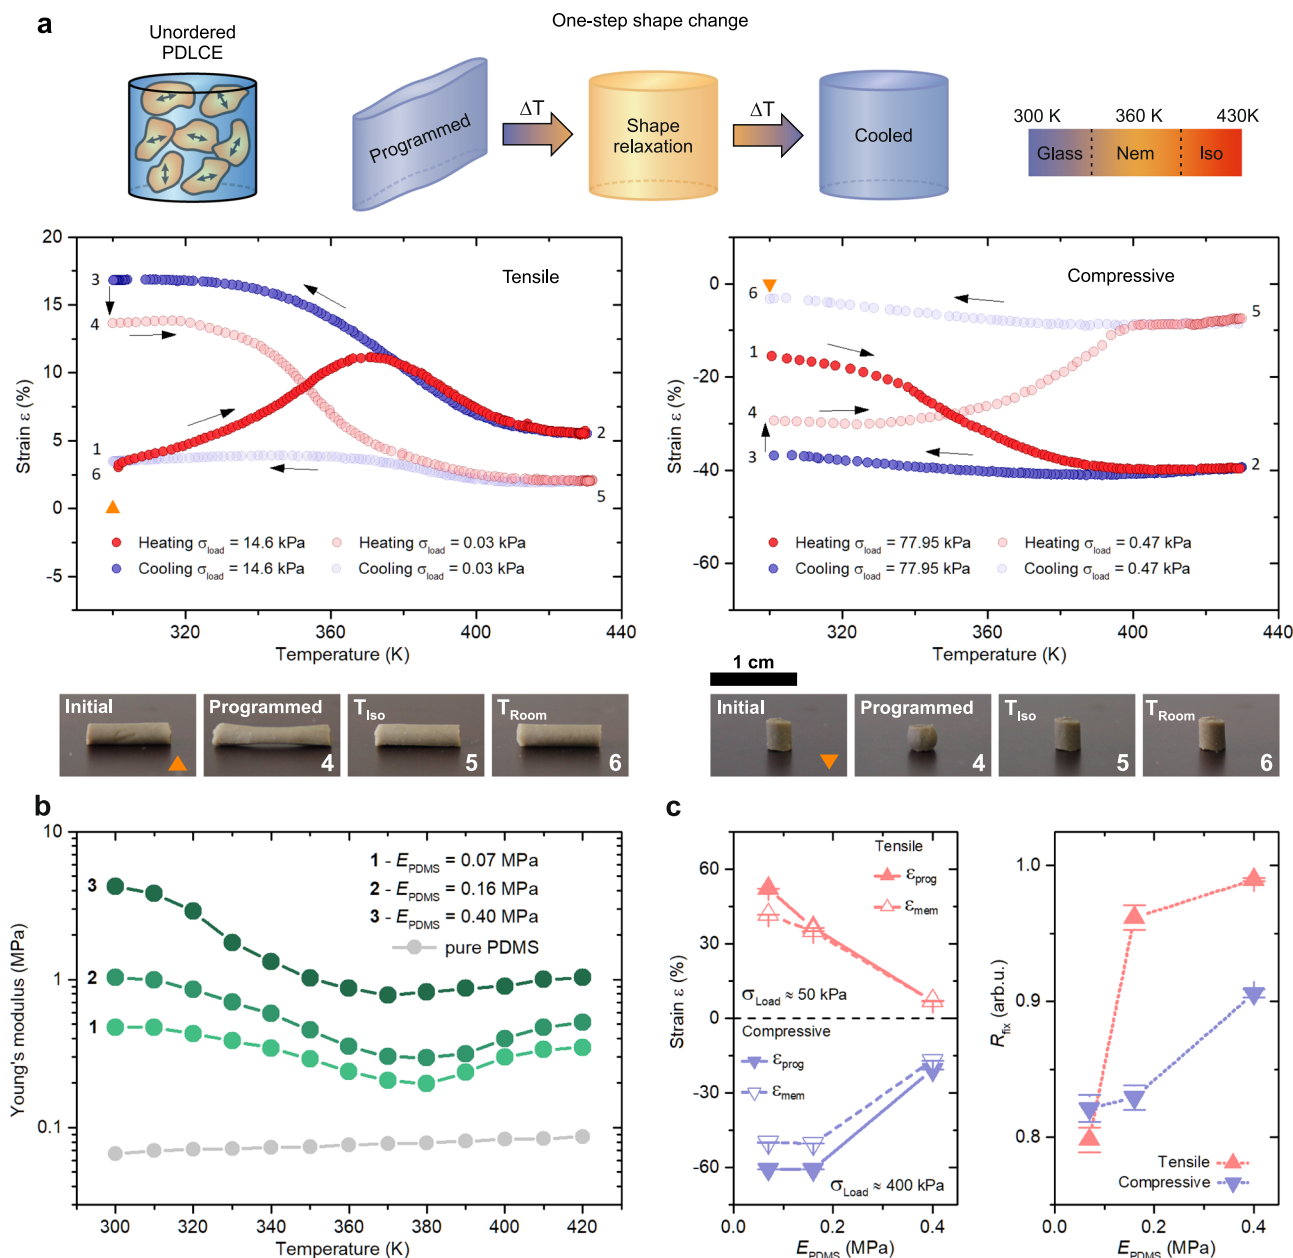 a
One-step shape change
Unordered
PDLCE
Programmed
ΔT
Shape
relaxation
ΔT
Cooled
300 K 360 K 430K
Glass Nem Iso
20
15
10
5
0
-5
Strain ε (%)
Tensile
3
4
1
6
2
5
Heating σload = 14.6 kPa
Heating σload = 0.03 kPa
Cooling σload = 14.6 kPa
Cooling σload = 0.03 kPa
320 360 400 440
Temperature (K)
0
-20
-40
-60
Strain ε (%)
Compressive
6
1
4
3
5
2
Heating σload = 77.95 kPa
Heating σload = 0.47 kPa
Cooling σload = 77.95 kPa
Cooling σload = 0.47 kPa
320 360 400 440
Temperature (K)
1 cm
Initial
Programmed
4
TIso
5
TRoom
6
Initial
Programmed
4
TIso
5
TRoom
6
b
10
1
0.1
Young's modulus (MPa)
1 - EPDMS = 0.07 MPa
2 - EPDMS = 0.16 MPa
3 - EPDMS = 0.40 MPa
pure PDMS
3
2
1
300 320 340 360 380 400 420
Temperature (K)
c
60
30
0
-30
-60
Strain ε (%)
Tensile
εprog
εmem
σLoad ≈ 50 kPa
Compressive
εprog
εmem
σLoad ≈ 400 kPa
0.0 0.2 0.4
EPDMS (MPa)
1.0
0.9
0.8
Rfix (arb.u.)
Tensile
Compressive
0.0 0.2 0.4
EPDMS (MPa)